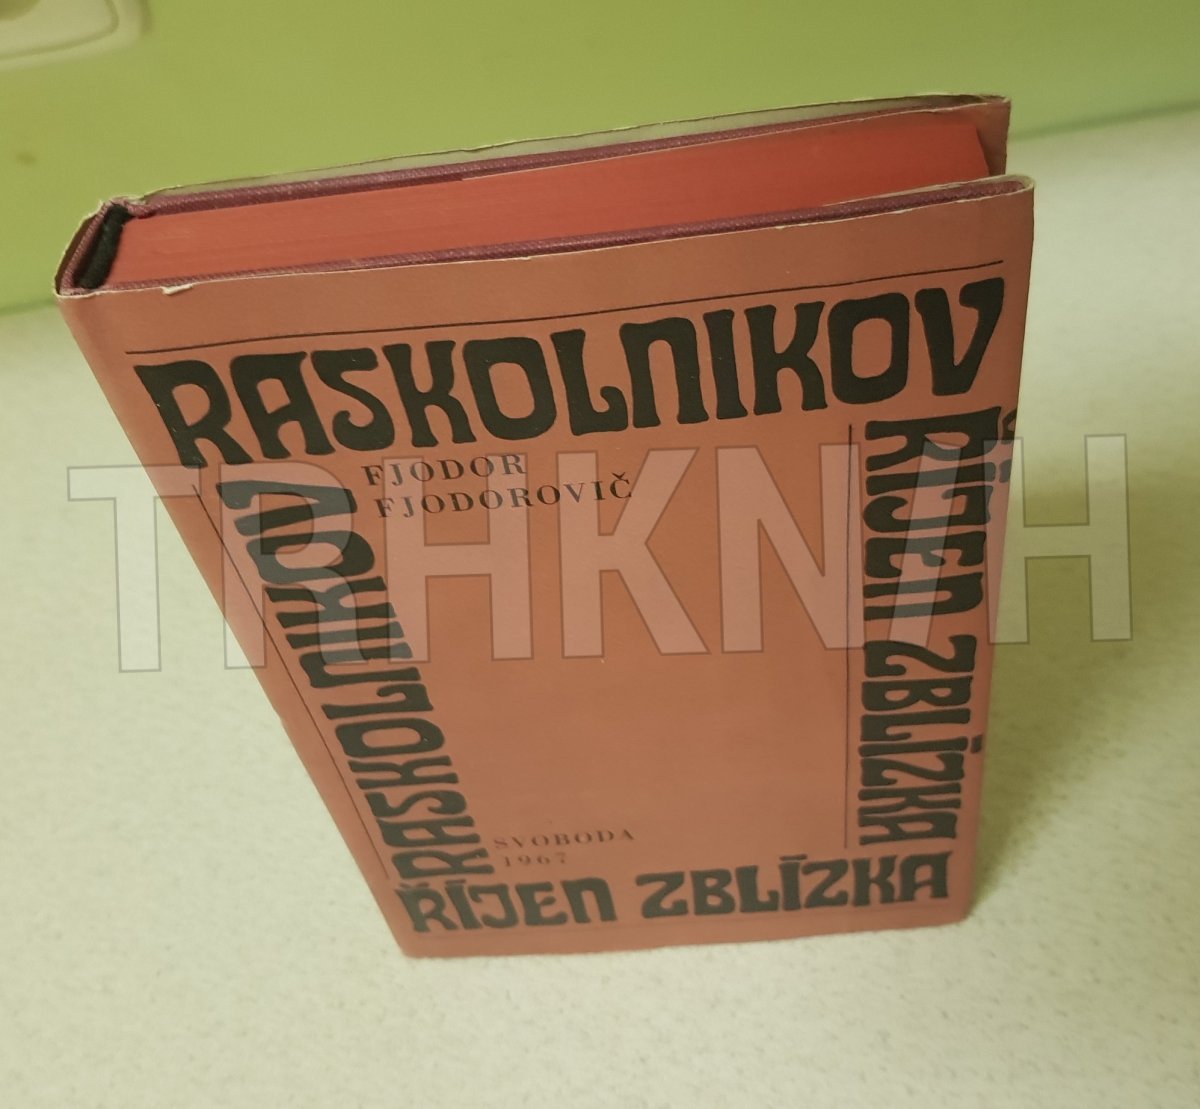 RASKOLNIKOV
FJODOR
FJODOROVIČ
RASKOLNIKOV
ŘÍJEN ZBLÍZKA
SVOBODA
1967
ŘÍJEN ZBLÍZKA
TRHKNIH